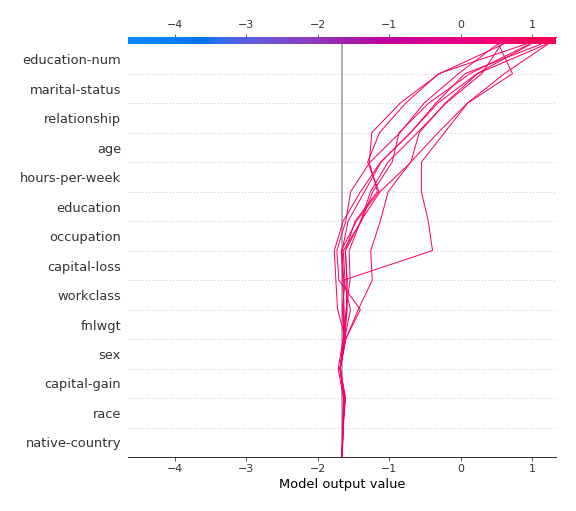 −4 −3 −2 −1 0 1
education-num
marital-status
relationship
age
hours-per-week
education
occupation
capital-loss
workclass
fnlwgt
sex
capital-gain
race
native-country
−4 −3 −2 −1 0 1
Model output value